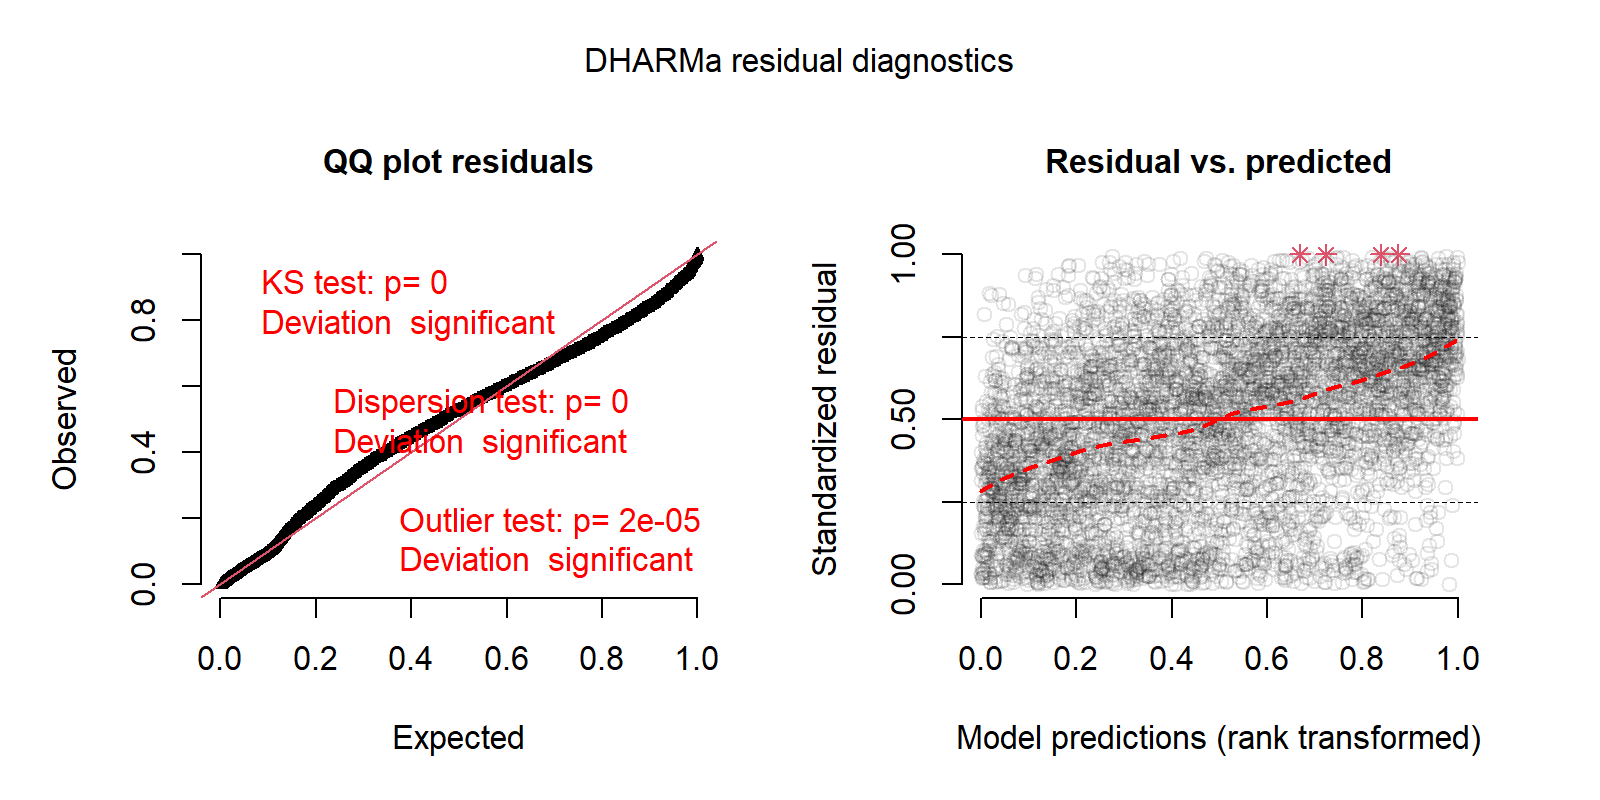 DHARMa residual diagnostics
QQ plot residuals
KS test: p= 0
Deviation  significant
Dispersion test: p= 0
Deviation  significant
Outlier test: p= 2e-05
Deviation  significant
Observed
0.0
0.4
0.8
0.0 0.2 0.4 0.6 0.8 1.0
Expected
Residual vs. predicted
Standardized residual
0.00
0.50
1.00
0.0 0.2 0.4 0.6 0.8 1.0
Model predictions (rank transformed)